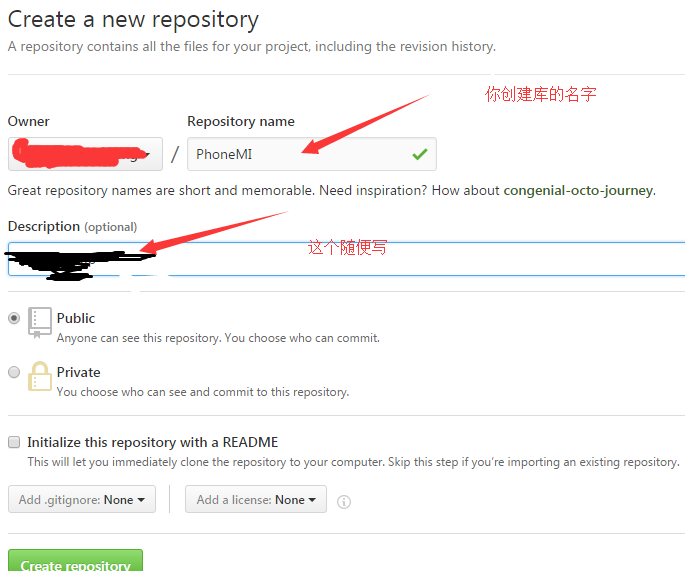 Create a new repository
A repository contains all the files for your project, including the revision history.
你创建库的名字
Owner
Repository name
/
PhoneMI
Great repository names are short and memorable. Need inspiration? How about congenial-octo-journey.
Description (optional)
这个随便写
Public
Anyone can see this repository. You choose who can commit.
Private
You choose who can see and commit to this repository.
Initialize this repository with a README
This will let you immediately clone the repository to your computer. Skip this step if you're importing an existing repository.
Add .gitignore: None
Add a license: None
Create repository